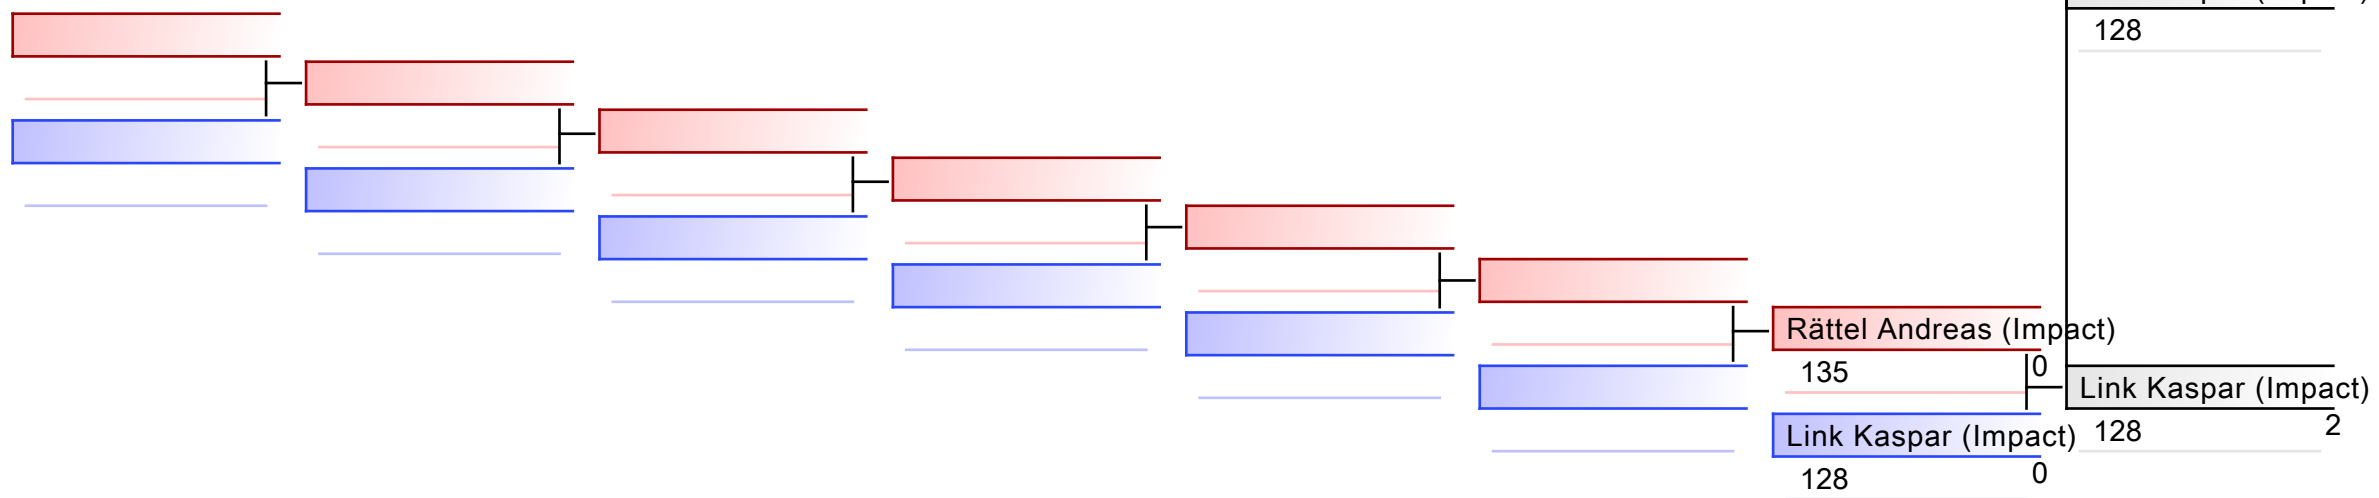 128
Rättel Andreas (Impact)
135 0
Link Kaspar (Impact)
128 2
Link Kaspar (Impact)
128 0